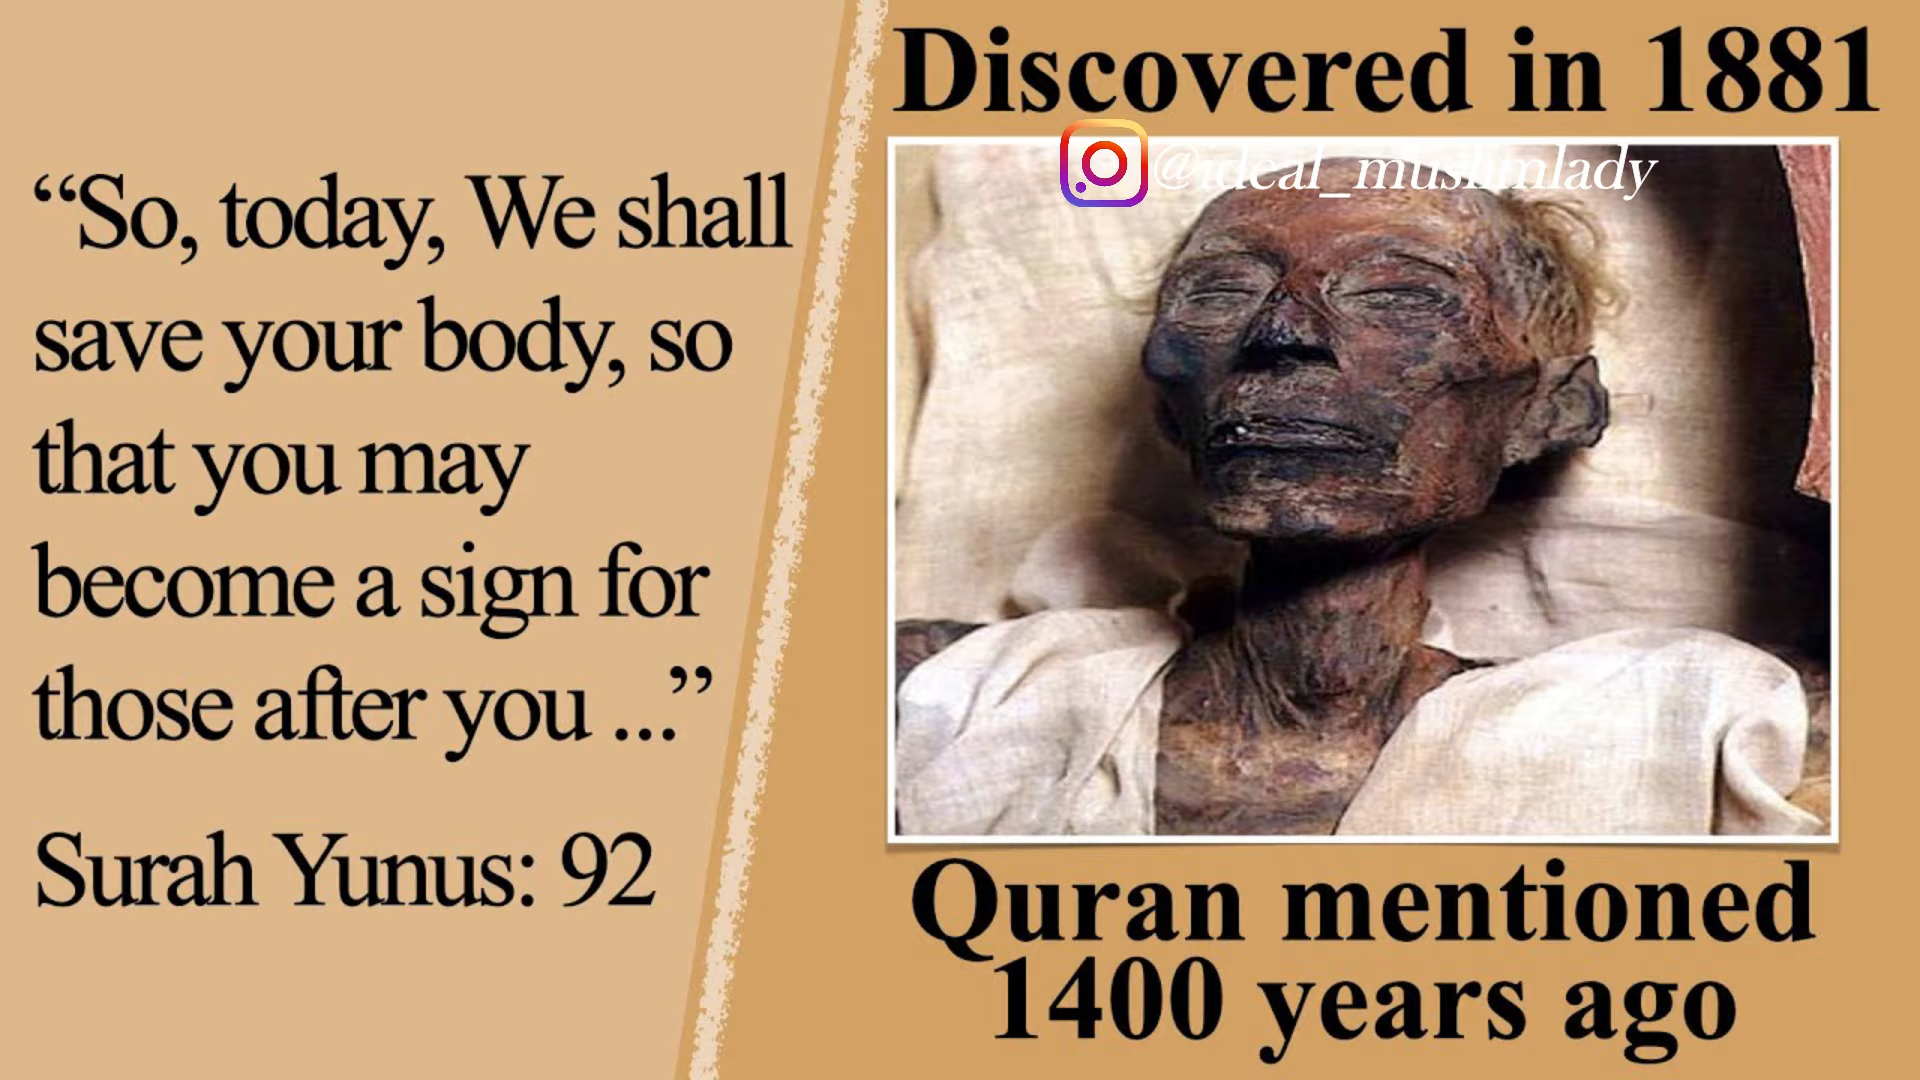 “So, today, We shall
save your body, so
that you may
become a sign for
those after you ...”
Surah Yunus: 92
Discovered in 1881
@ideal_muslimlady
Quran mentioned
1400 years ago